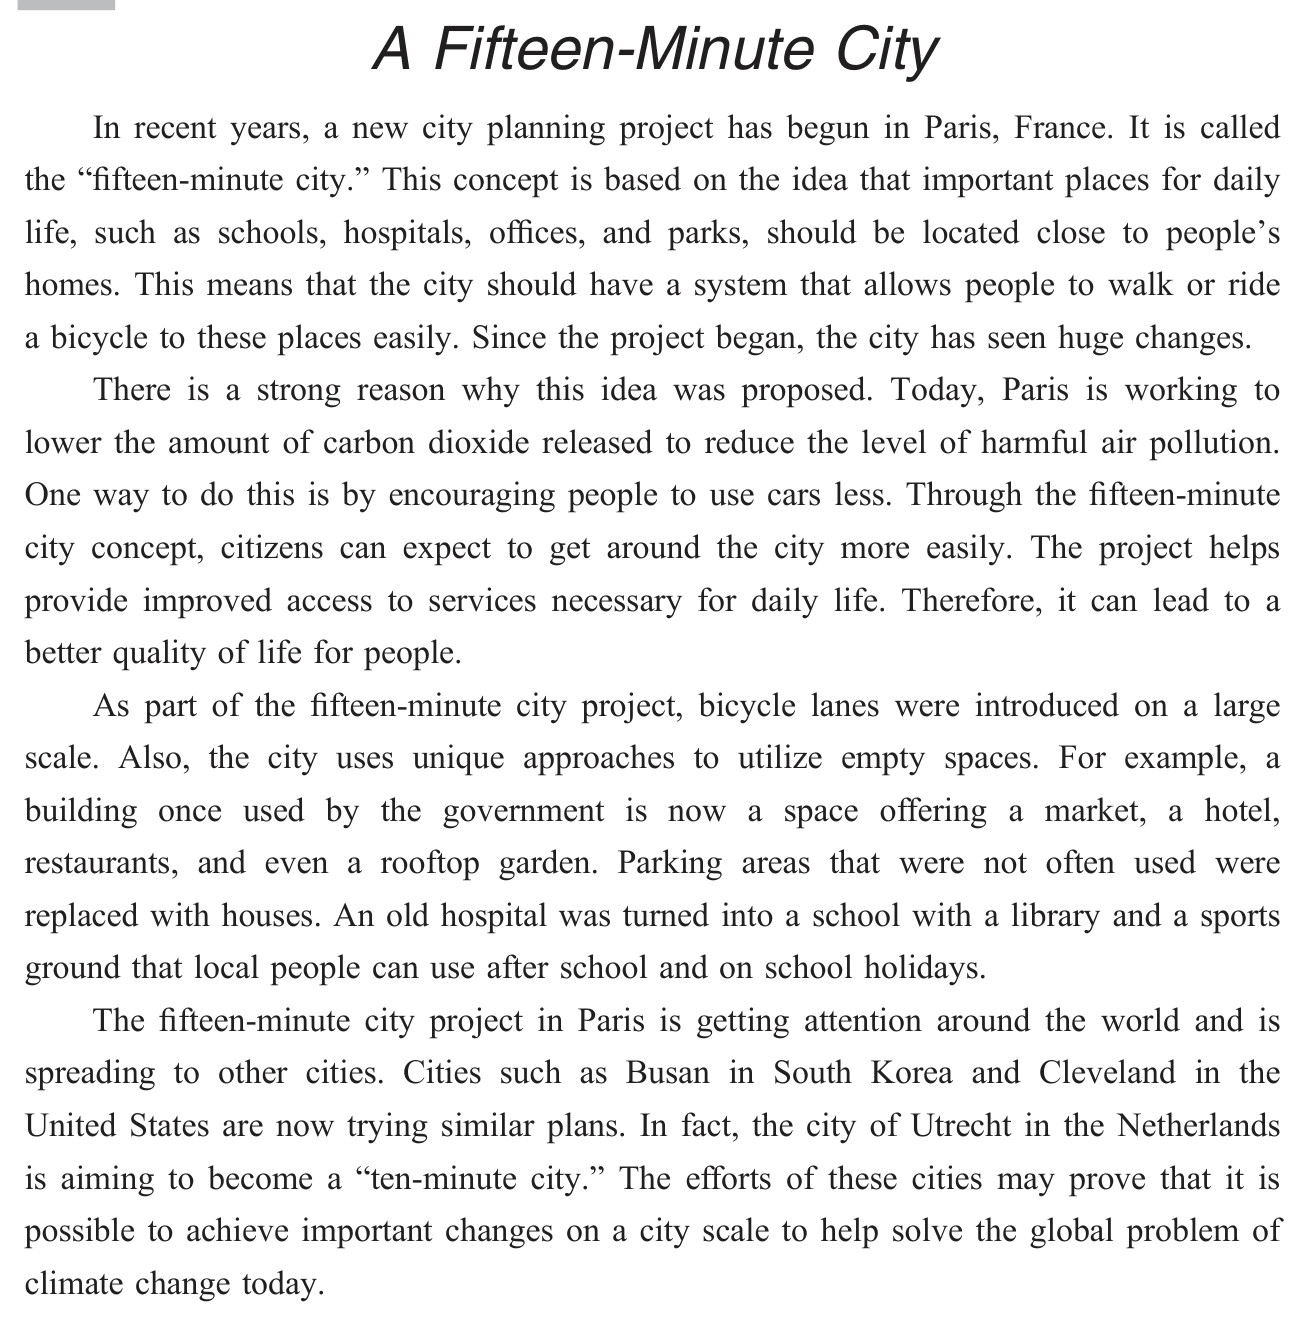 A Fifteen-Minute City
In recent years, a new city planning project has begun in Paris, France. It is called
the “fifteen-minute city.” This concept is based on the idea that important places for daily
life, such as schools, hospitals, offices, and parks, should be located close to people’s
homes. This means that the city should have a system that allows people to walk or ride
a bicycle to these places easily. Since the project began, the city has seen huge changes.
There is a strong reason why this idea was proposed. Today, Paris is working to
lower the amount of carbon dioxide released to reduce the level of harmful air pollution.
One way to do this is by encouraging people to use cars less. Through the fifteen-minute
city concept, citizens can expect to get around the city more easily. The project helps
provide improved access to services necessary for daily life. Therefore, it can lead to a
better quality of life for people.
As part of the fifteen-minute city project, bicycle lanes were introduced on a large
scale. Also, the city uses unique approaches to utilize empty spaces. For example, a
building once used by the government is now a space offering a market, a hotel,
restaurants, and even a rooftop garden. Parking areas that were not often used were
replaced with houses. An old hospital was turned into a school with a library and a sports
ground that local people can use after school and on school holidays.
The fifteen-minute city project in Paris is getting attention around the world and is
spreading to other cities. Cities such as Busan in South Korea and Cleveland in the
United States are now trying similar plans. In fact, the city of Utrecht in the Netherlands
is aiming to become a “ten-minute city.” The efforts of these cities may prove that it is
possible to achieve important changes on a city scale to help solve the global problem of
climate change today.